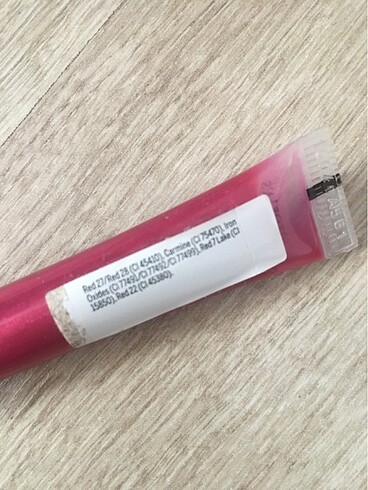 Red 27/Red 28 (CI 45410), Carmine (CI 75470), Iron
Oxides (CI 77491/CI 77492/CI 77499), Red 7 Lake (CI
15850), Red 22 (CI 45380).